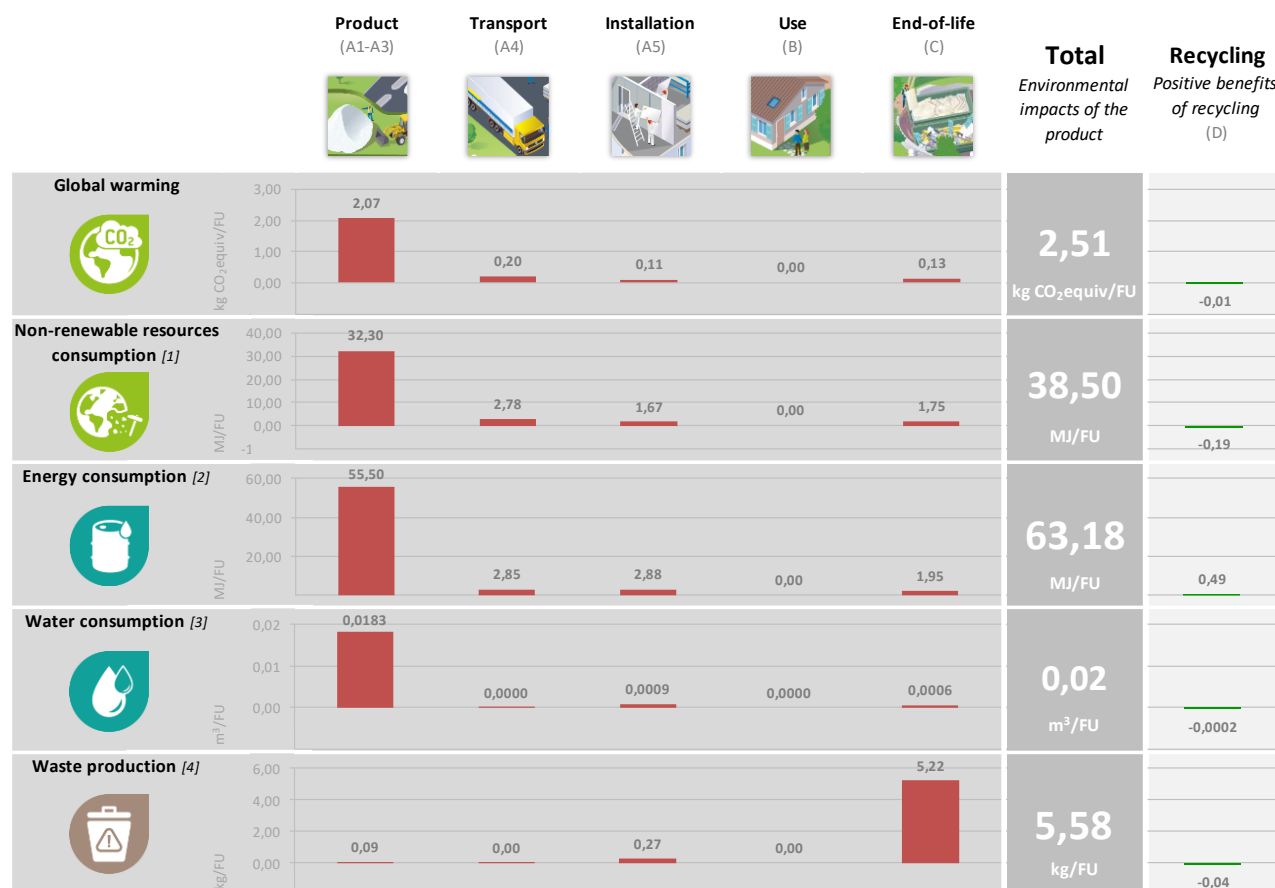 Product
(A1-A3)
Transport
(A4)
Installation
(A5)
Use
(B)
End-of-life
(C)
Total
Environmental
impacts of the
product
Recycling
Positive benefits
of recycling
(D)
Global warming
CO2
kg CO2equiv/FU
3,00
2,00
1,00
0,00
2,07
0,20
0,11
0,00
0,13
2,51
kg CO2equiv/FU
-0,01
Non-renewable resources
consumption [1]
MJ/FU
40,00
30,00
20,00
10,00
0,00
-1
32,30
2,78
1,67
0,00
1,75
38,50
MJ/FU
-0,19
Energy consumption [2]
MJ/FU
60,00
40,00
20,00
55,50
2,85
2,88
0,00
1,95
63,18
MJ/FU
0,49
Water consumption [3]
m3/FU
0,02
0,01
0,00
0,0183
0,0000
0,0009
0,0000
0,0006
0,02
m3/FU
-0,0002
Waste production [4]
kg/FU
6,00
4,00
2,00
0,00
0,09
0,00
0,27
0,00
5,22
5,58
kg/FU
-0,04